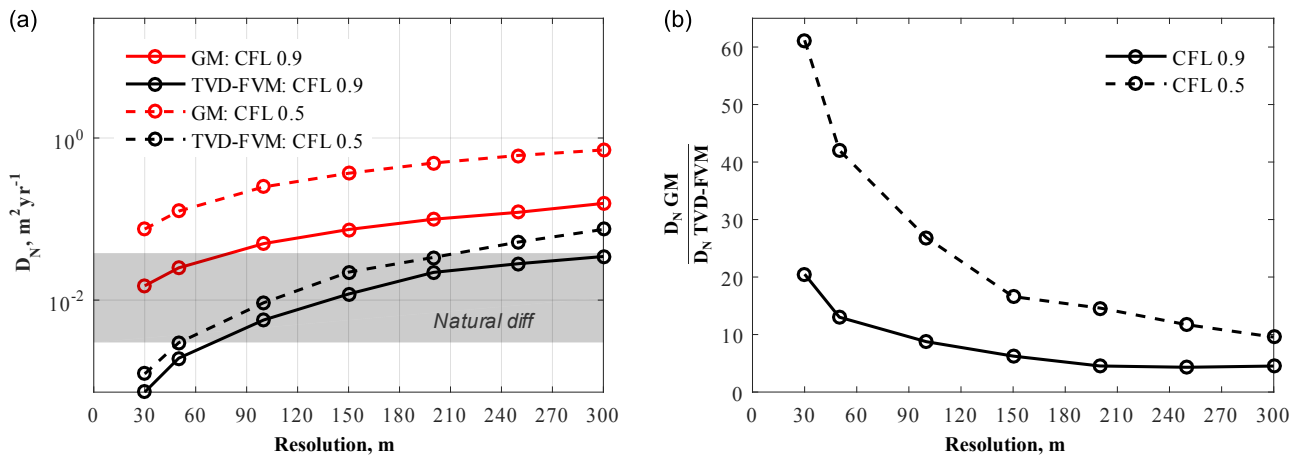 (a)
GM: CFL 0.9
TVD-FVM: CFL 0.9
GM: CFL 0.5
TVD-FVM: CFL 0.5
10^0
10^-2
D_N, m^2 yr^-1
Natural diff
0 30 60 90 120 150 180 210 240 270 300
Resolution, m
(b)
CFL 0.9
CFL 0.5
60
50
40
30
20
10
0
D_N GM
D_N TVD-FVM
0 30 60 90 120 150 180 210 240 270 300
Resolution, m